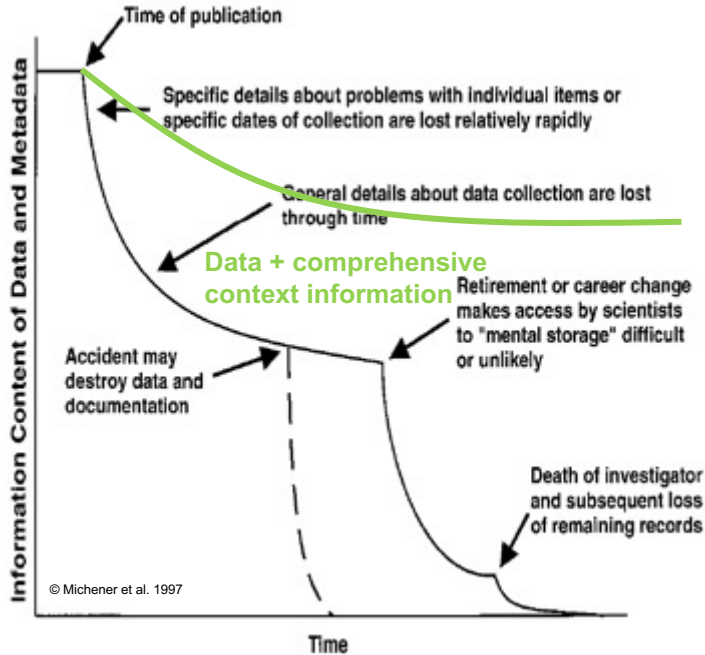 Time of publication
Specific details about problems with individual items or
specific dates of collection are lost relatively rapidly
General details about data collection are lost
through time
Data + comprehensive
context information
Retirement or career change
makes access by scientists
to "mental storage" difficult
or unlikely
Accident may
destroy data and
documentation
Death of investigator
and subsequent loss
of remaining records
© Michener et al. 1997
Information Content of Data and Metadata
Time